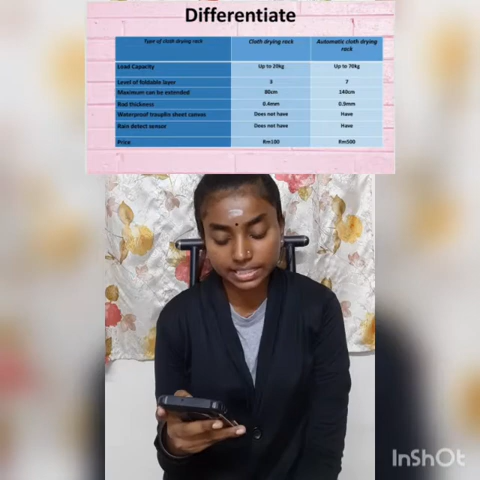 Differentiate
Type of cloth drying rack Cloth drying rack Automatic cloth drying
rack
Load Capacity Up to 20kg Up to 70kg
Level of foldable layer 3 7
Maximum can be extended 80cm 140cm
Rod thickness 0.4mm 0.9mm
Waterproof trouplin sheet canvas Does not have Have
Rain detect sensor Does not have Have
Price Rm100 Rm500
InShOt